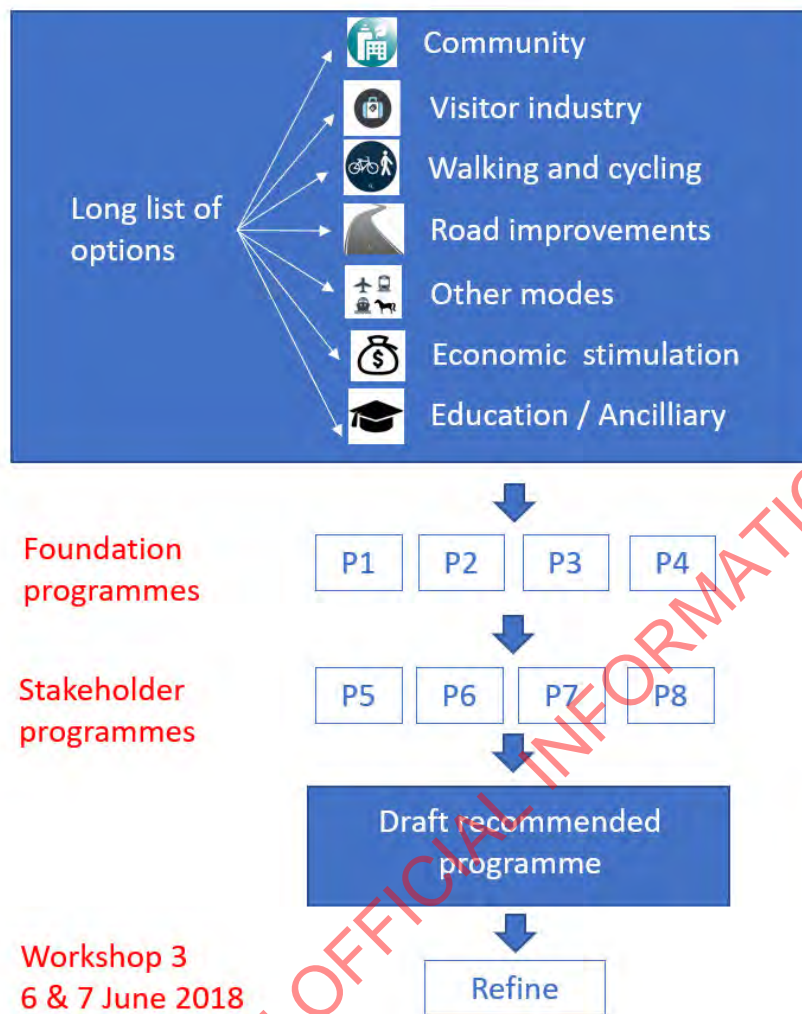 Community
Visitor industry
Walking and cycling
Long list of
options
Road improvements
Other modes
Economic stimulation
Education / Ancilliary
Foundation
programmes
P1 P2 P3 P4
Stakeholder
programmes
P5 P6 P7 P8
Draft recommended
programme
Workshop 3
6 & 7 June 2018
Refine
OFFICIAL INFORMATIO